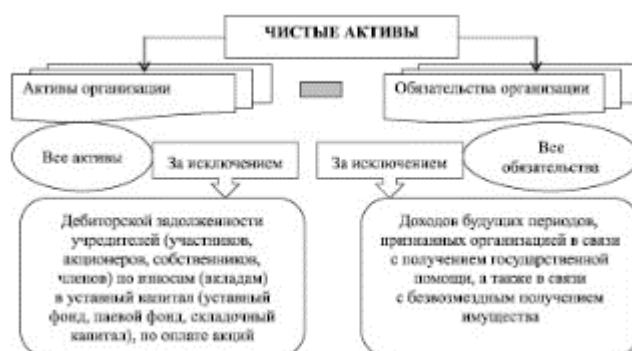 ЧИСТЫЕ АКТИВЫ
Активы организации
Обязательства организации
Все активы
За исключением
За исключением
Все
обязательства
Дебиторской задолженности
учредителей (участников,
акционеров, собственников,
членов) по взносам (вкладам)
в уставный капитал (уставный
фонд, паевой фонд, складочный
капитал), по оплате акций
Доходов будущих периодов,
признанных организацией в связи
с получением государственной
помощи, а также в связи
с безвозмездным получением
имущества